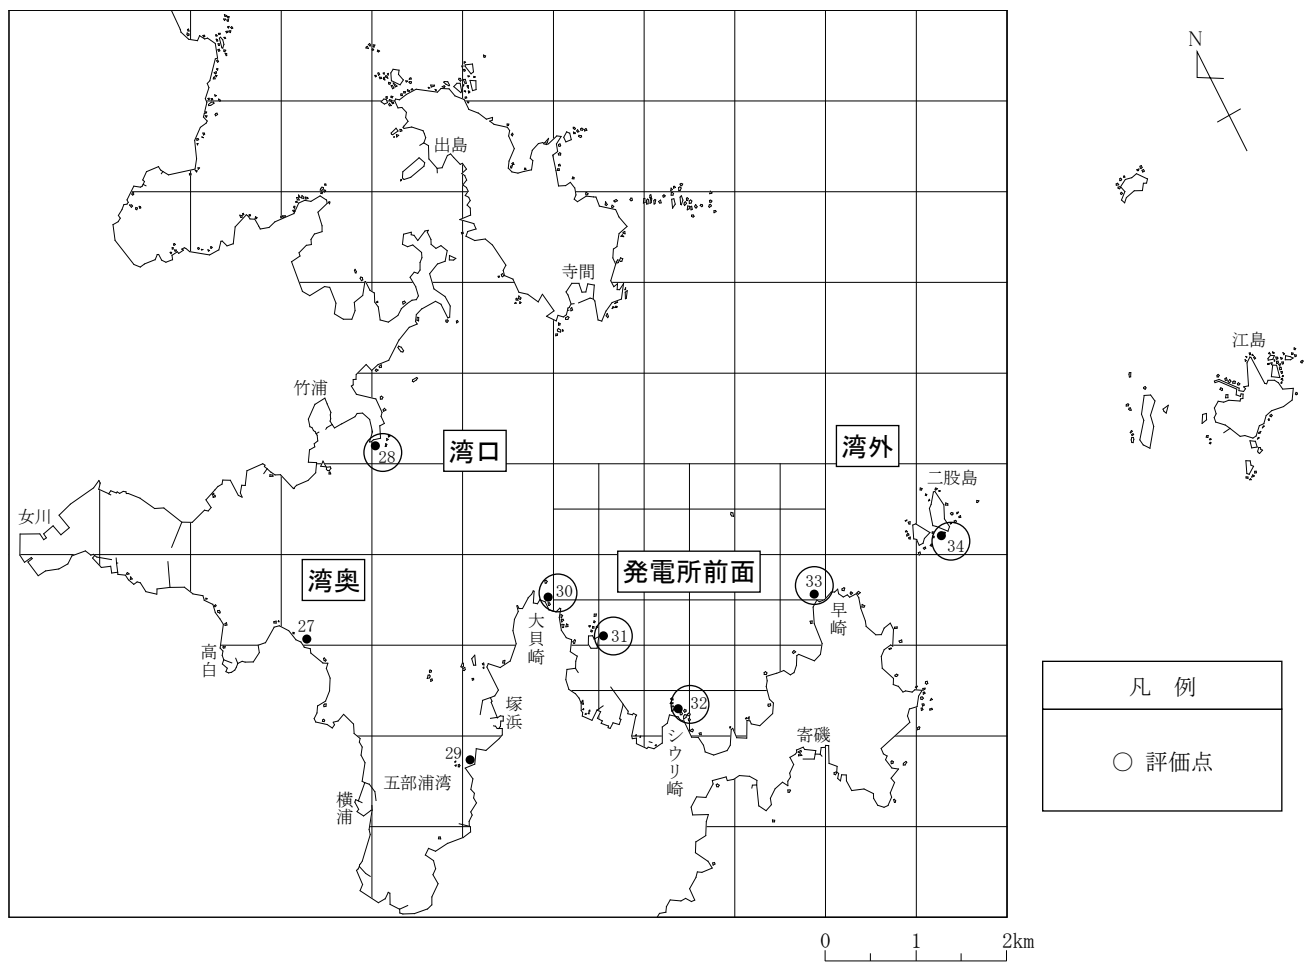 N
出島
寺間
江島
竹浦
湾口
湾外
28
二股島
女川
34
発電所前面
湾奥
30
33
大貝崎
早崎
27
31
高白
塚浜
32
シウリ崎
寄磯
29
五部浦湾
横浦
凡 例
○ 評価点
0 1 2km